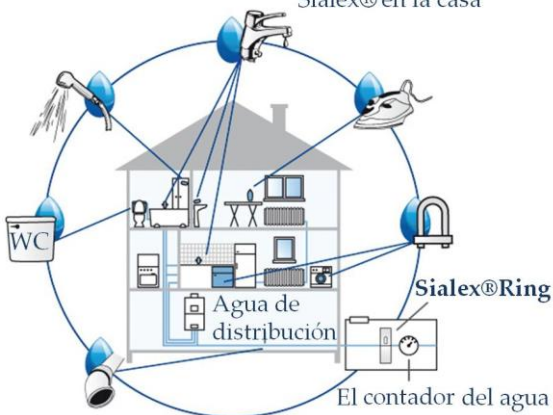 Sialex® en la casa
WC
Sialex®Ring
Agua de
distribución
El contador del agua